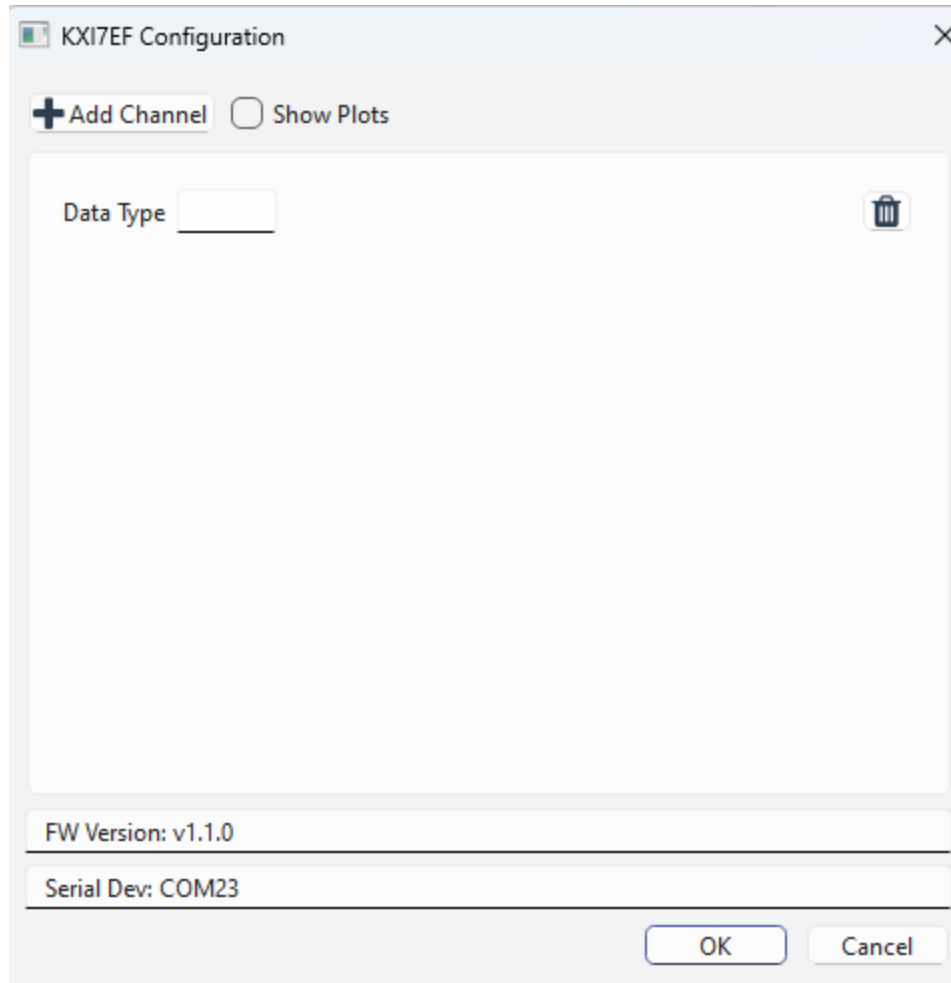 KXI7EF Configuration
Add Channel Show Plots
Data Type
FW Version: v1.1.0
Serial Dev: COM23
OK Cancel